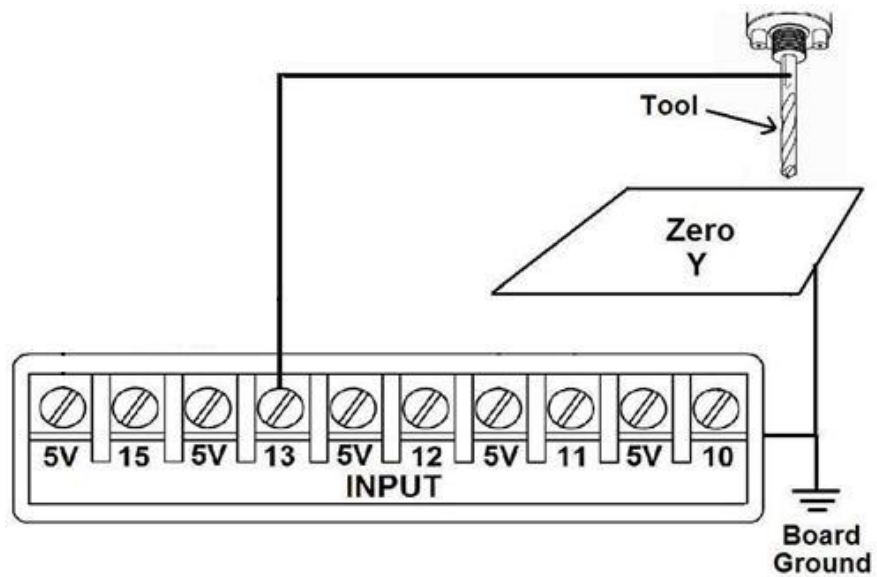 Tool
Zero
Y
5V 15 5V 13 5V 12 5V 11 5V 10
INPUT
Board
Ground